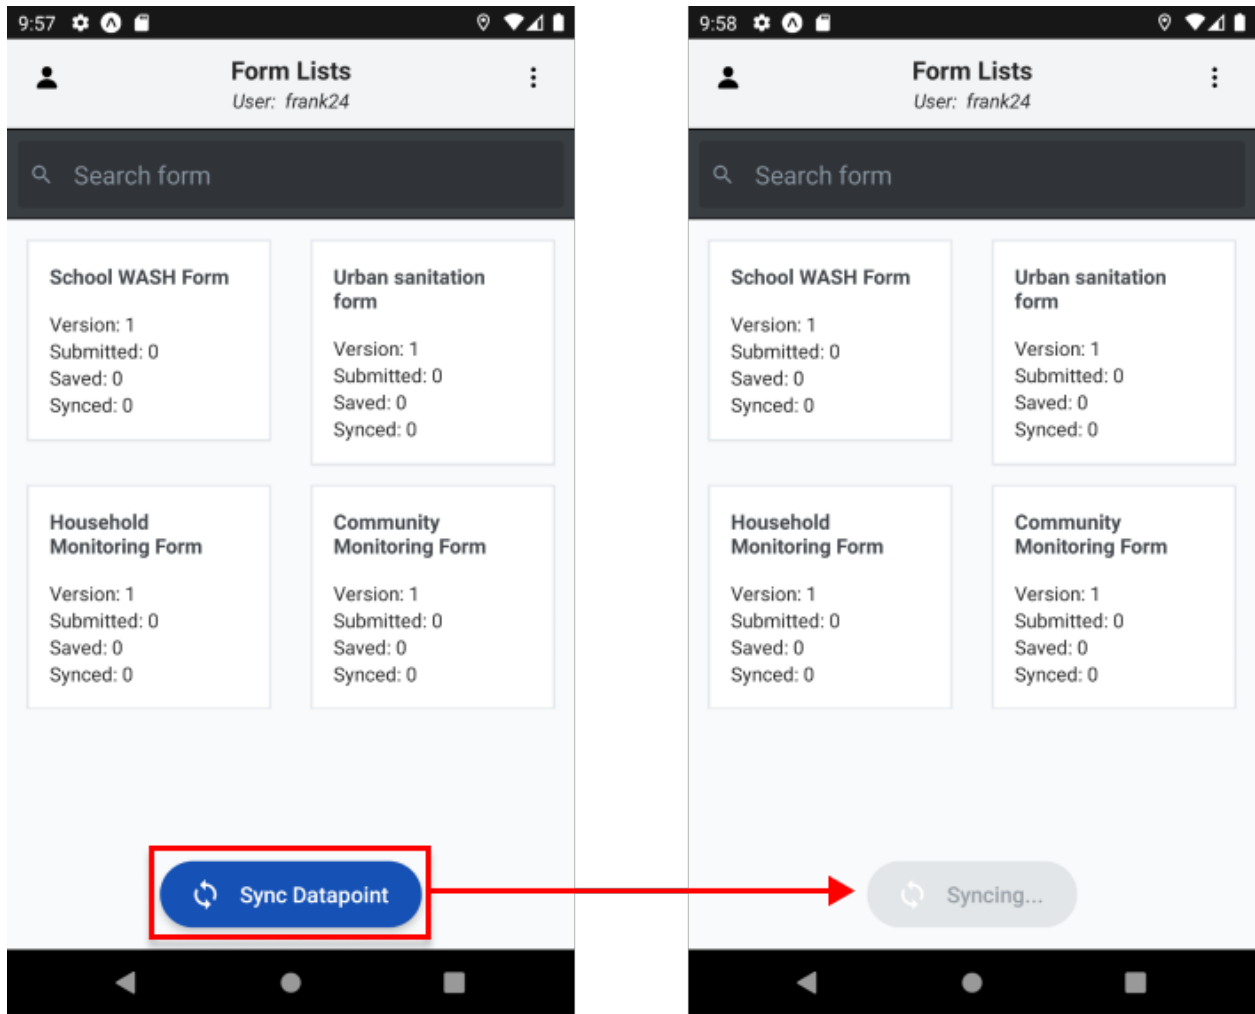 9:57
Form Lists
User: frank24
Search form
School WASH Form
Version: 1
Submitted: 0
Saved: 0
Synced: 0
Urban sanitation
form
Version: 1
Submitted: 0
Saved: 0
Synced: 0
Household
Monitoring Form
Version: 1
Submitted: 0
Saved: 0
Synced: 0
Community
Monitoring Form
Version: 1
Submitted: 0
Saved: 0
Synced: 0
Sync Datapoint
9:58
Form Lists
User: frank24
Search form
School WASH Form
Version: 1
Submitted: 0
Saved: 0
Synced: 0
Urban sanitation
form
Version: 1
Submitted: 0
Saved: 0
Synced: 0
Household
Monitoring Form
Version: 1
Submitted: 0
Saved: 0
Synced: 0
Community
Monitoring Form
Version: 1
Submitted: 0
Saved: 0
Synced: 0
Syncing...